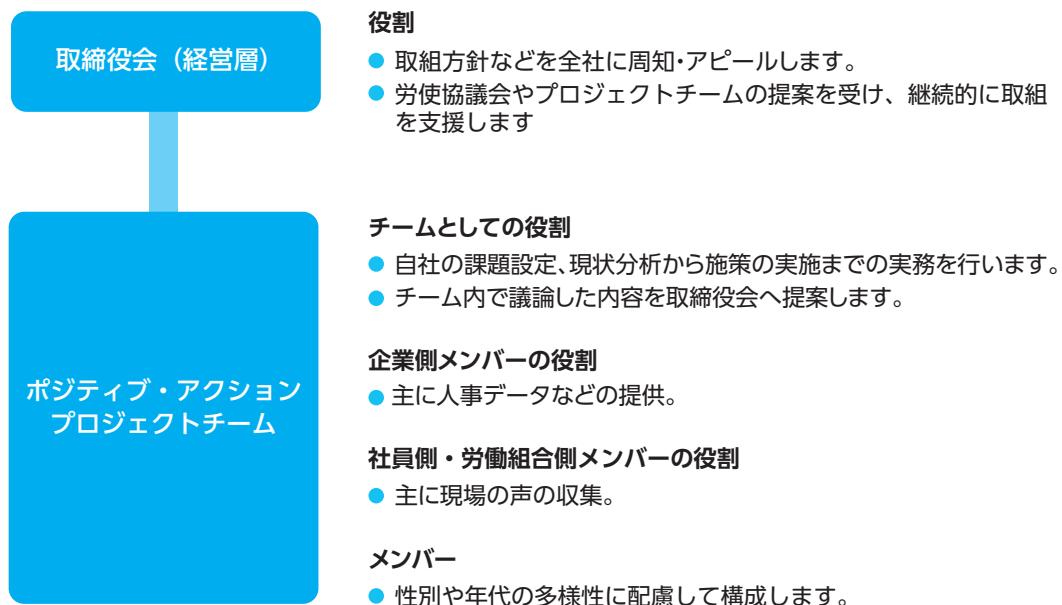 取締役会（経営層）
役割
● 取組方針などを全社に周知・アピールします。
● 労使協議会やプロジェクトチームの提案を受け、継続的に取組
を支援します
ポジティブ・アクション
プロジェクトチーム
チームとしての役割
● 自社の課題設定、現状分析から施策の実施までの実務を行います。
● チーム内で議論した内容を取締役会へ提案します。
企業側メンバーの役割
● 主に人事データなどの提供。
社員側・労働組合側メンバーの役割
● 主に現場の声の収集。
メンバー
● 性別や年代の多様性に配慮して構成します。